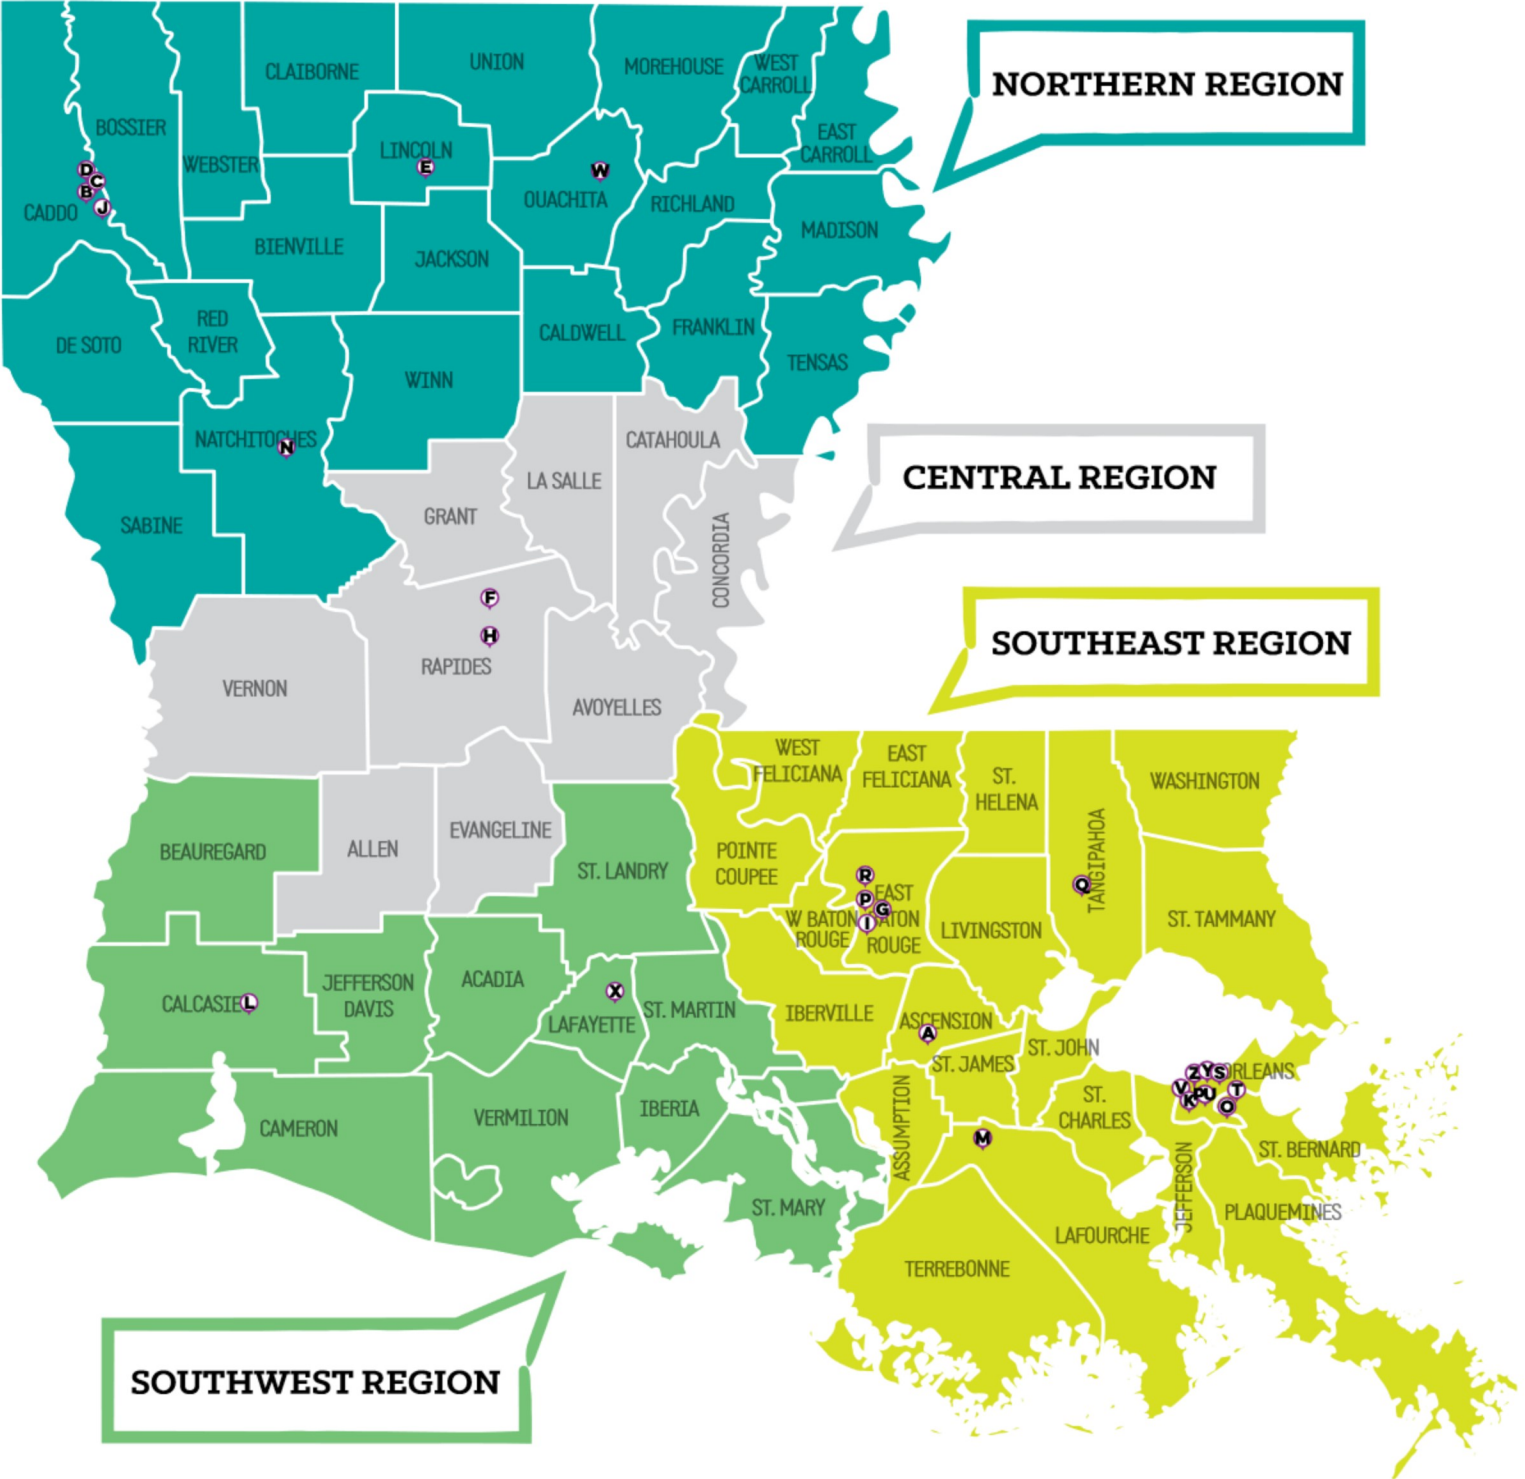 NORTHERN REGION
CLAIBORNE
UNION
MOREHOUSE
WEST
CARROLL
BOSSIER
EAST
CARROLL
WEBSTER
LINCOLN
E
W
OUACHITA
RICHLAND
D
C
B
J
CADDO
MADISON
BIENVILLE
JACKSON
RED
RIVER
DE SOTO
CALDWELL
FRANKLIN
TENSAS
WINN
NATCHITOCHES
N
CATAHOULA
CENTRAL REGION
LA SALLE
SABINE
GRANT
CONCORDIA
F
H
RAPIDES
SOUTHEAST REGION
VERNON
AVOYELLES
WEST
FELICIANA
EAST
FELICIANA
ST.
HELENA
WASHINGTON
TANGIPAHOA
Q
BEAUREGARD
ALLEN
EVANGELINE
ST. LANDRY
POINTE
COUPEE
R
P
G
I
EAST
BATON
ROUGE
W BATON
ROUGE
LIVINGSTON
ST. TAMMANY
CALCASIE
L
JEFFERSON
DAVIS
ACADIA
X
LAFAYETTE
ST. MARTIN
IBERVILLE
ASCENSION
A
ST. JAMES
ST. JOHN
Z
Y
S
ORLEANS
V
K
P
U
T
O
CAMERON
VERMILION
IBERIA
ASSUMPTION
ST.
CHARLES
M
ST. BERNARD
JEFFERSON
ST. MARY
PLAQUEMINES
LAFOURCHE
TERREBONNE
SOUTHWEST REGION